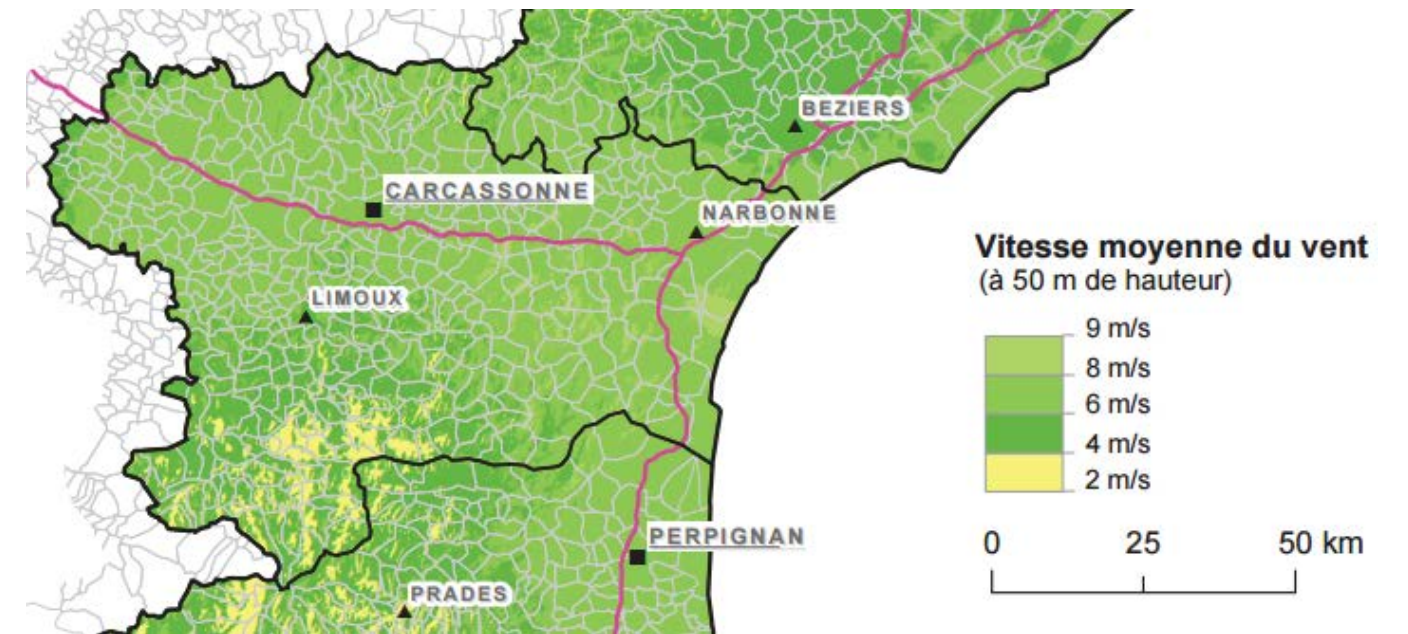 BEZIERS
CARCASSONNE
NARBONNE
LIMOUX
PERPIGNAN
PRADES
Vitesse moyenne du vent
(à 50 m de hauteur)
9 m/s
8 m/s
6 m/s
4 m/s
2 m/s
0 25 50 km